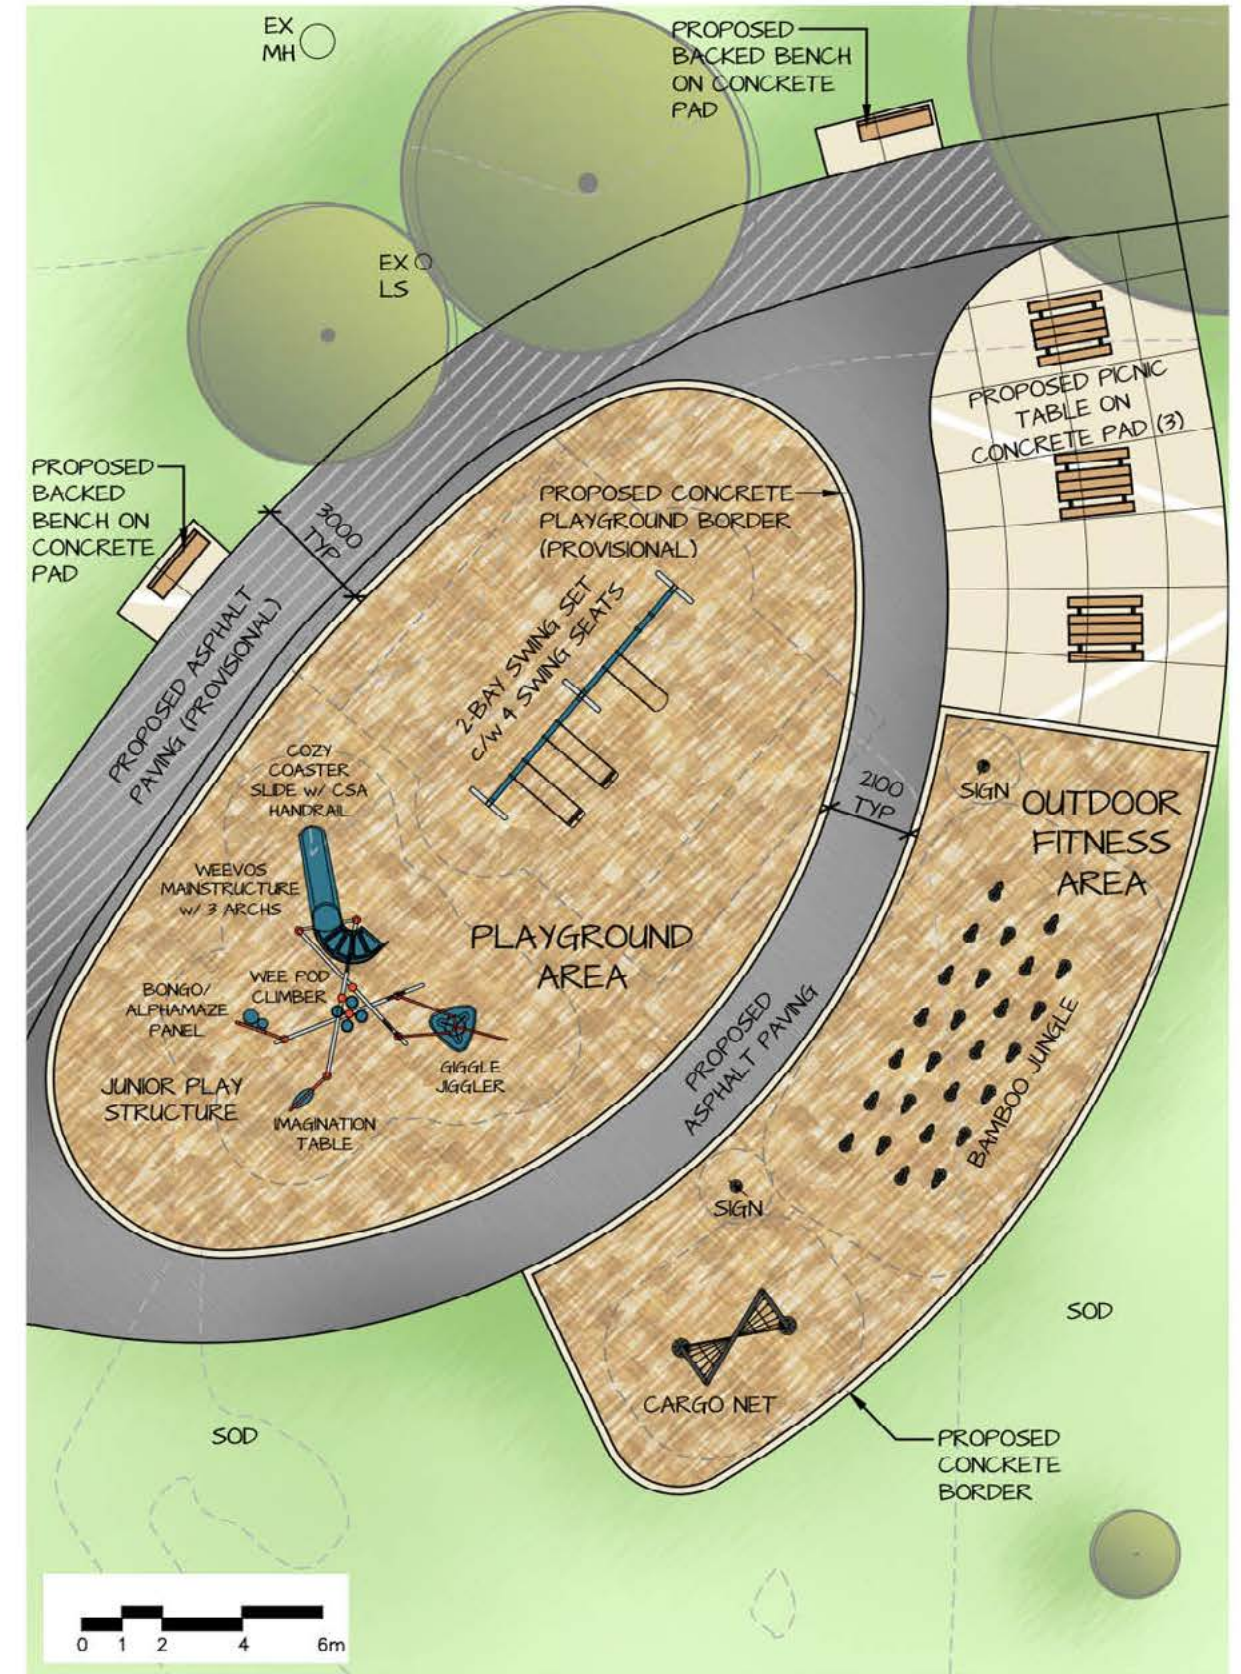 EX
MH
PROPOSED
BACKED BENCH
ON CONCRETE
PAD
EX
LS
PROPOSED PICNIC
TABLE ON
CONCRETE PAD (3)
PROPOSED
BACKED
BENCH ON
CONCRETE
PAD
3000
TYP
PROPOSED CONCRETE
PLAYGROUND BORDER
(PROVISIONAL)
PROPOSED ASPHALT
PAVING (PROVISIONAL)
2-BAY SWING SET
c/w 4 SWING SEATS
COZY
COASTER
SLIDE w/ CSA
HANDRAIL
2100
TYP
SIGN
OUTDOOR
FITNESS
AREA
WEEVOS
MAINSTRUCTURE
w/ 3 ARCHS
PLAYGROUND
AREA
WEE POD
CLIMBER
BONGO/
ALPHAMAZE
PANEL
GIGGLE
JIGGLER
JUNIOR PLAY
STRUCTURE
IMAGINATION
TABLE
PROPOSED
ASPHALT PAVING
BAMBOO JUNGLE
SIGN
CARGO NET
SOD
SOD
PROPOSED
CONCRETE
BORDER
0 1 2 4 6m